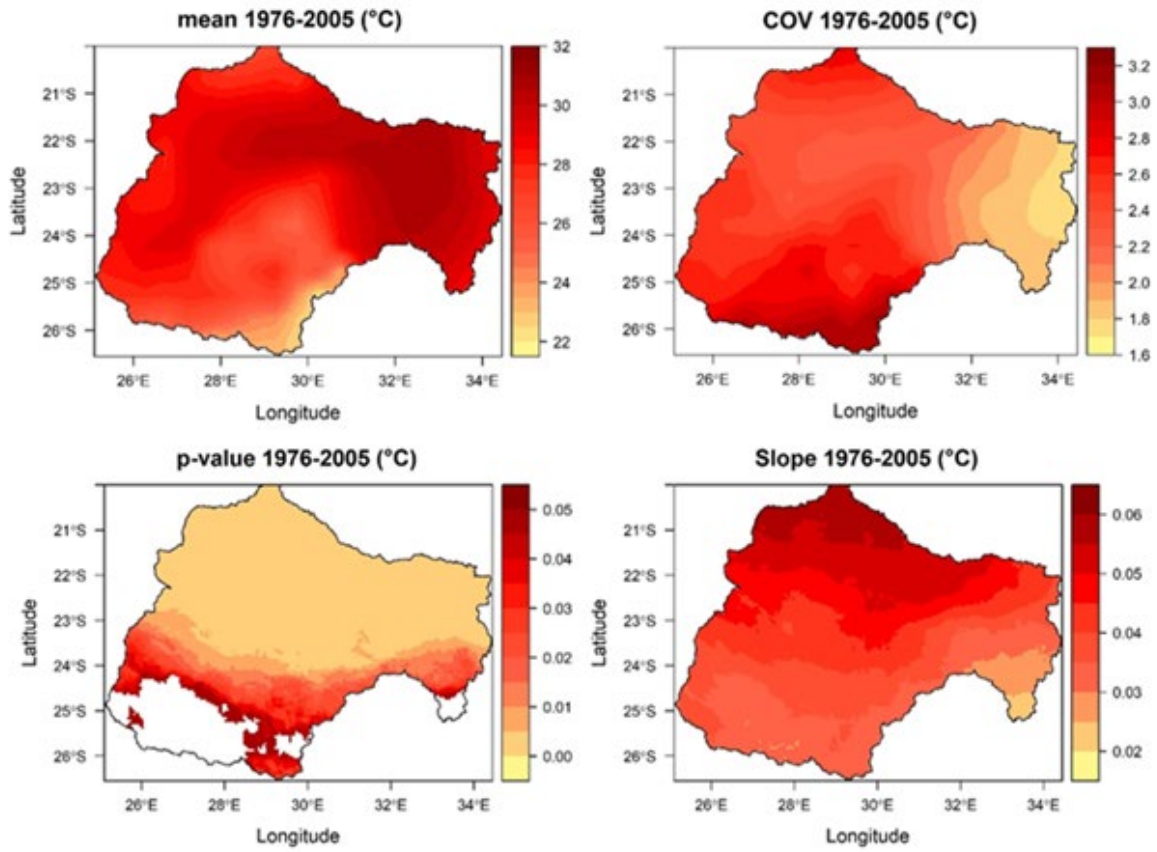 mean 1976-2005 (°C)
32
30
28
26
24
22
21°S
22°S
23°S
24°S
25°S
26°S
Latitude
26°E 28°E 30°E 32°E 34°E
Longitude
COV 1976-2005 (°C)
3.2
3.0
2.8
2.6
2.4
2.2
2.0
1.8
1.6
21°S
22°S
23°S
24°S
25°S
26°S
Latitude
26°E 28°E 30°E 32°E 34°E
Longitude
p-value 1976-2005 (°C)
0.05
0.04
0.03
0.02
0.01
0.00
21°S
22°S
23°S
24°S
25°S
26°S
Latitude
26°E 28°E 30°E 32°E 34°E
Longitude
Slope 1976-2005 (°C)
0.06
0.05
0.04
0.03
0.02
21°S
22°S
23°S
24°S
25°S
26°S
Latitude
26°E 28°E 30°E 32°E 34°E
Longitude